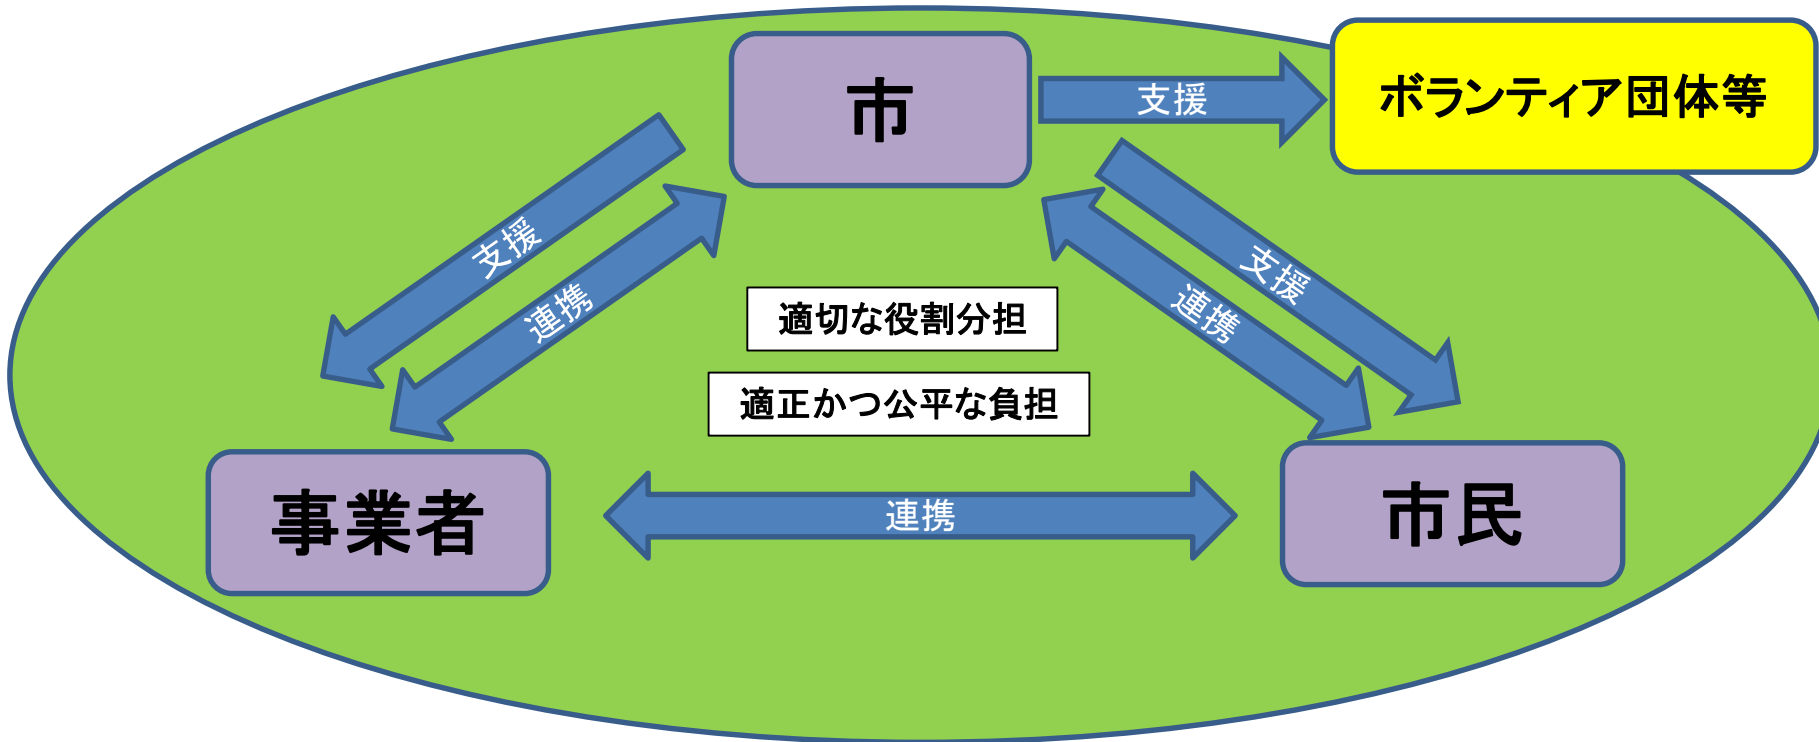 市
支援
ボランティア団体等
支援
連携
支援
連携
適切な役割分担
適正かつ公平な負担
事業者
連携
市民